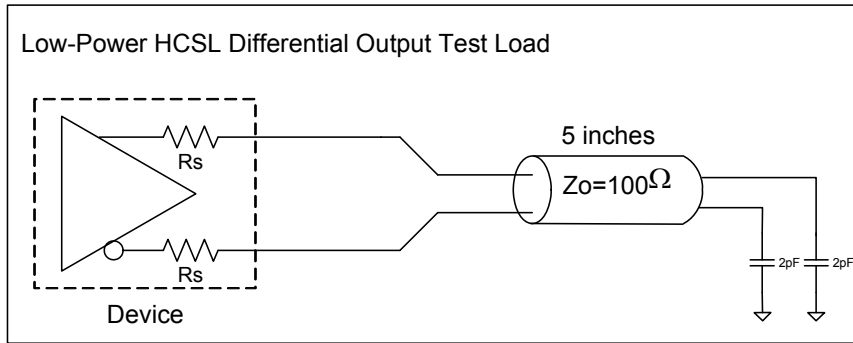 Low-Power HCSL Differential Output Test Load
Rs
5 inches
Zo=100Ω
Rs
2pF
2pF
Device